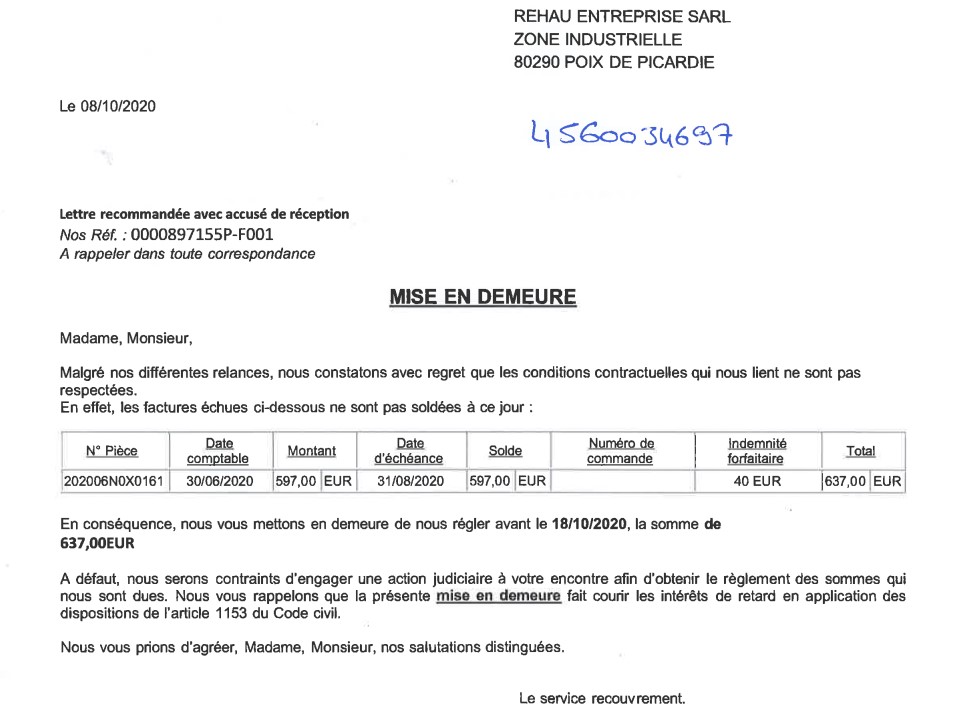 REHAU ENTREPRISE SARL
ZONE INDUSTRIELLE
80290 POIX DE PICARDIE
Le 08/10/2020
4560034697
Lettre recommandée avec accusé de réception
Nos Réf. : 0000897155P-F001
A rappeler dans toute correspondance
MISE EN DEMEURE
Madame, Monsieur,
Malgré nos différentes relances, nous constatons avec regret que les conditions contractuelles qui nous lient ne sont pas
respectées.
En effet, les factures échues ci-dessous ne sont pas soldées à ce jour :
N° Pièce Date comptable Montant Date d'échéance Solde Numéro de commande Indemnité forfaitaire Total
202006N0X0161 30/06/2020 597,00 EUR 31/08/2020 597,00 EUR 40 EUR 637,00 EUR
En conséquence, nous vous mettons en demeure de nous régler avant le 18/10/2020, la somme de
637,00EUR
A défaut, nous serons contraints d'engager une action judiciaire à votre encontre afin d'obtenir le règlement des sommes qui
nous sont dues. Nous vous rappelons que la présente mise en demeure fait courir les intérêts de retard en application des
dispositions de l'article 1153 du Code civil.
Nous vous prions d'agréer, Madame, Monsieur, nos salutations distinguées.
Le service recouvrement.